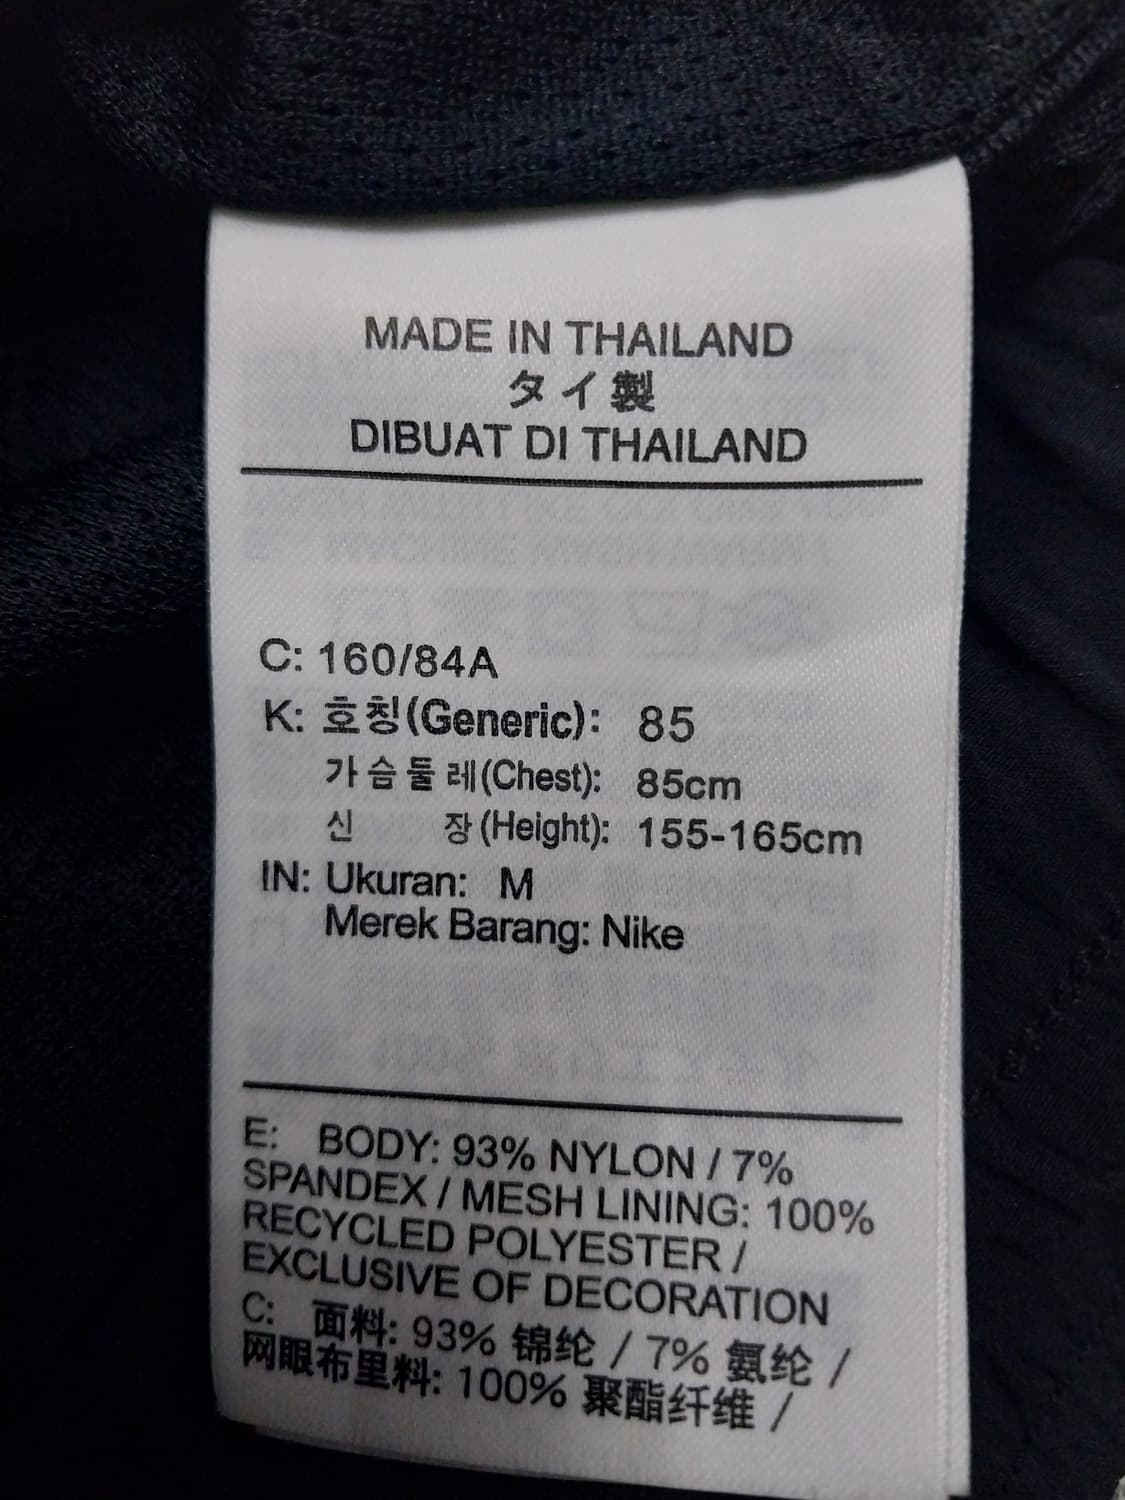 MADE IN THAILAND
タイ製
DIBUAT DI THAILAND
C: 160/84A
K: 호칭(Generic): 85
가슴둘레(Chest): 85cm
신 장(Height): 155-165cm
IN: Ukuran: M
Merek Barang: Nike
E: BODY: 93% NYLON / 7%
SPANDEX / MESH LINING: 100%
RECYCLED POLYESTER /
EXCLUSIVE OF DECORATION
C: 面料: 93% 锦纶 / 7% 氨纶 /
网眼布里料: 100% 聚酯纤维 /